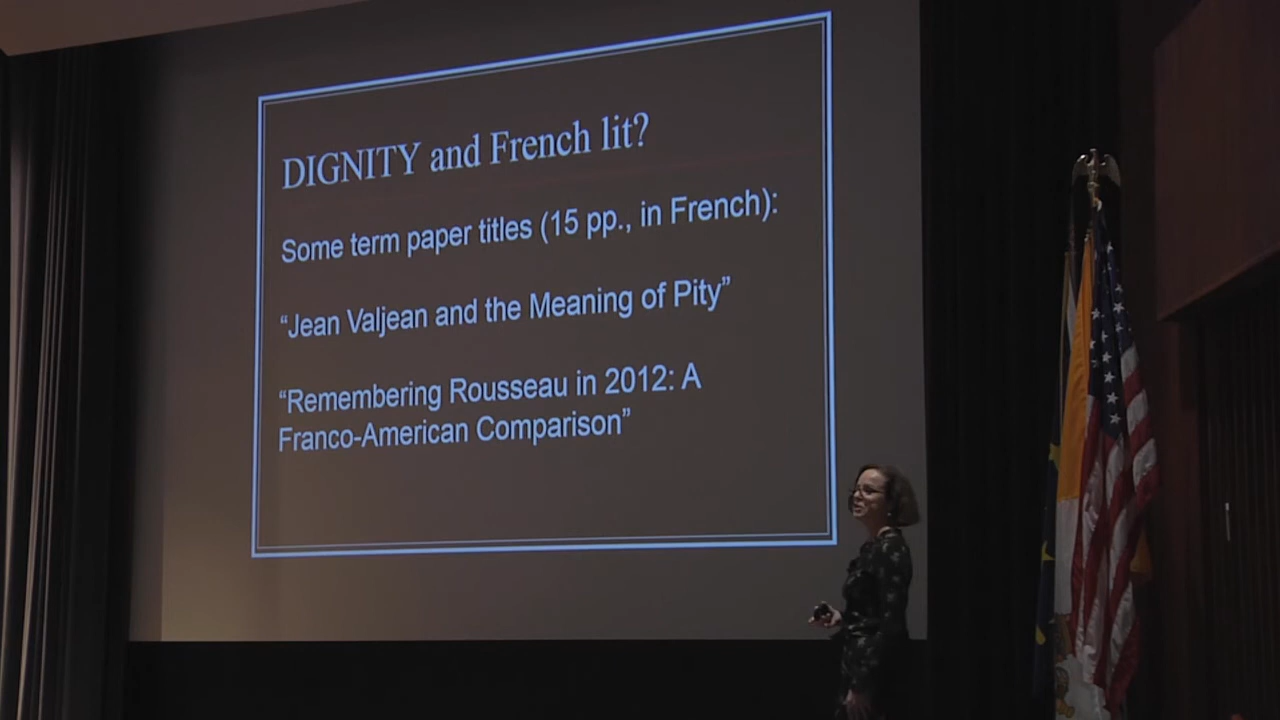 DIGNITY and French lit?
Some term paper titles (15 pp., in French):
“Jean Valjean and the Meaning of Pity”
“Remembering Rousseau in 2012: A
Franco-American Comparison”